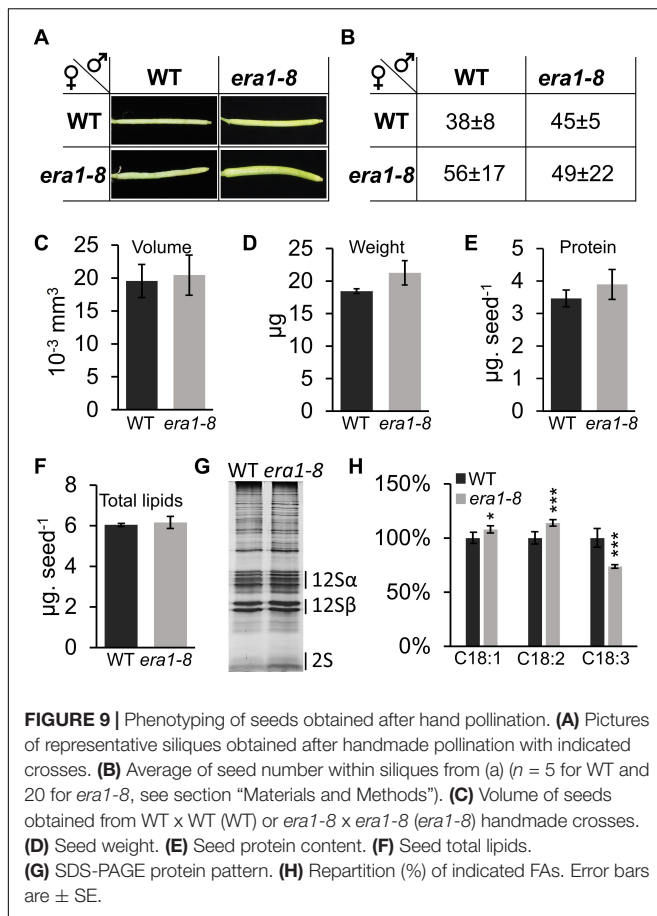 A
♀ ♂ WT era1-8
WT
era1-8
B
♀ ♂ WT era1-8
WT 38±8 45±5
era1-8 56±17 49±22
C
Volume
10⁻³ mm³
25
20
15
10
5
0
WT era1-8
D
Weight
µg
25
20
15
10
5
0
WT era1-8
E
Protein
µg. seed⁻¹
5
4
3
2
1
0
WT era1-8
F
Total lipids
µg. seed⁻¹
8
6
4
2
0
WT era1-8
G
WT era1-8
12Sα
12Sβ
2S
H
WT
era1-8
150%
100%
50%
0%
*
***
***
C18:1 C18:2 C18:3
FIGURE 9 | Phenotyping of seeds obtained after hand pollination. (A) Pictures
of representative siliques obtained after handmade pollination with indicated
crosses. (B) Average of seed number within siliques from (a) (n = 5 for WT and
20 for era1-8, see section “Materials and Methods”). (C) Volume of seeds
obtained from WT x WT (WT) or era1-8 x era1-8 (era1-8) handmade crosses.
(D) Seed weight. (E) Seed protein content. (F) Seed total lipids.
(G) SDS-PAGE protein pattern. (H) Repartition (%) of indicated FAs. Error bars
are ± SE.